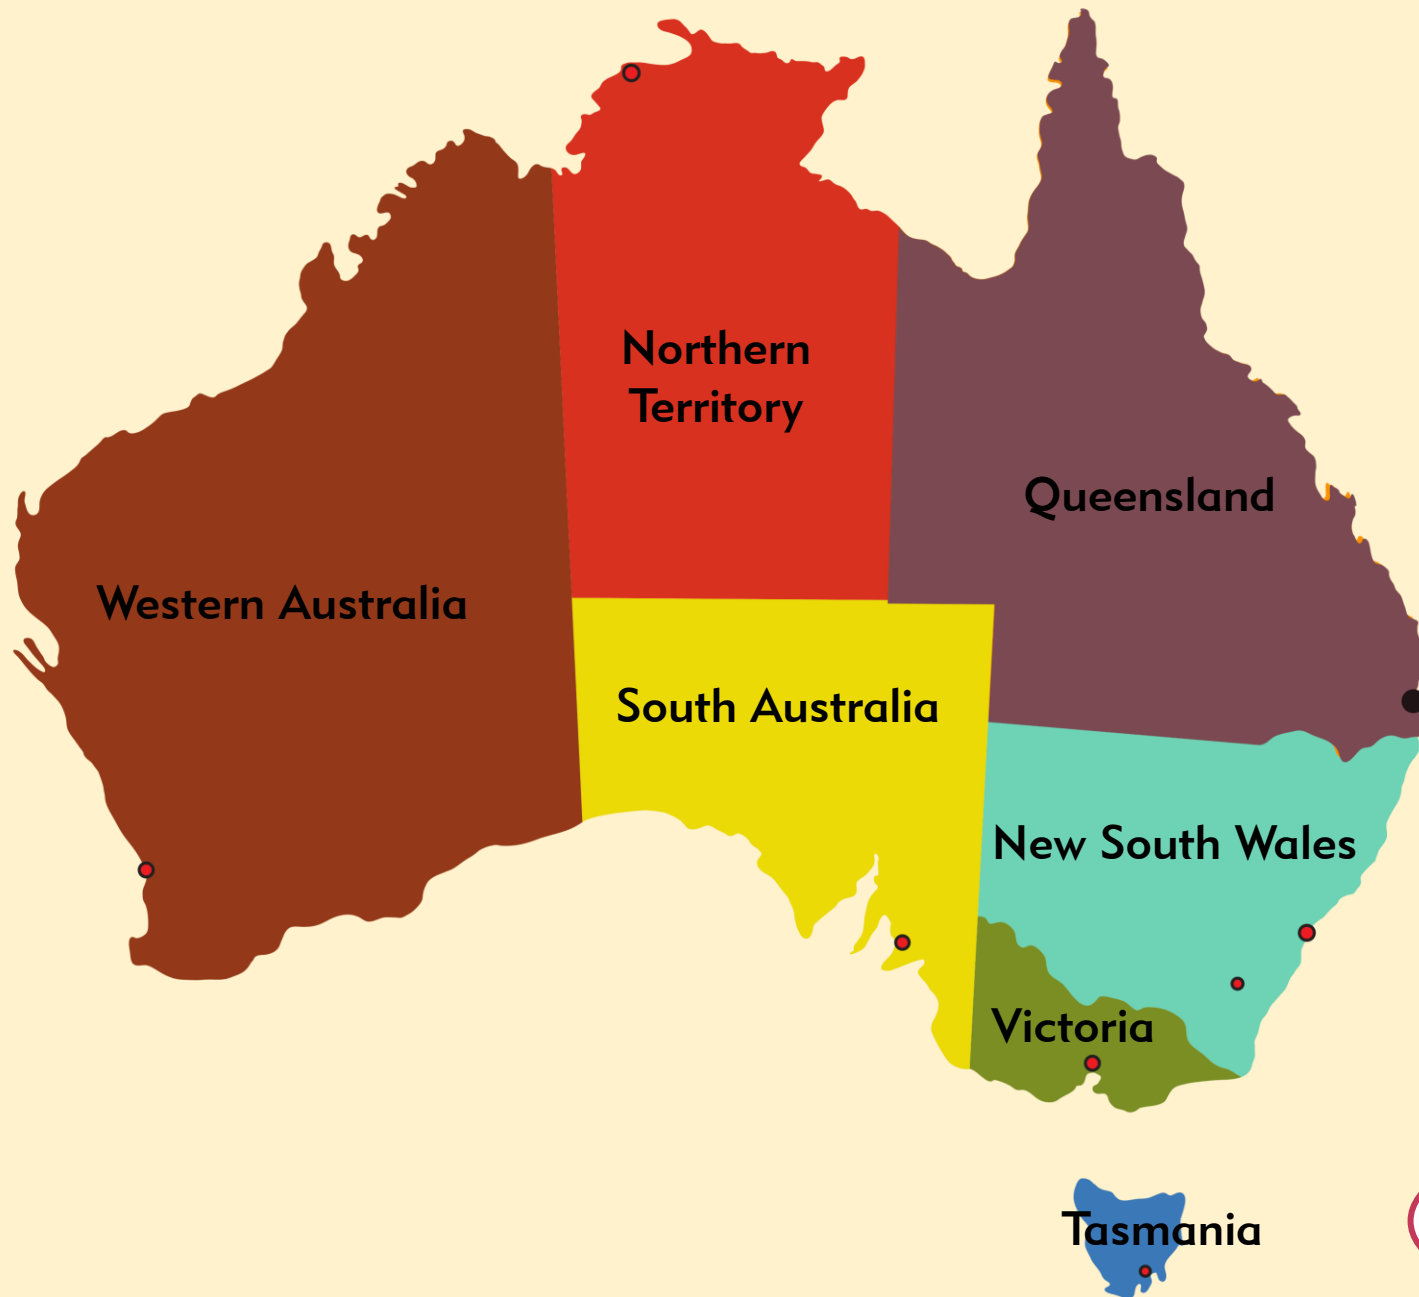 Northern
Territory
Queensland
Western Australia
South Australia
New South Wales
Victoria
Tasmania